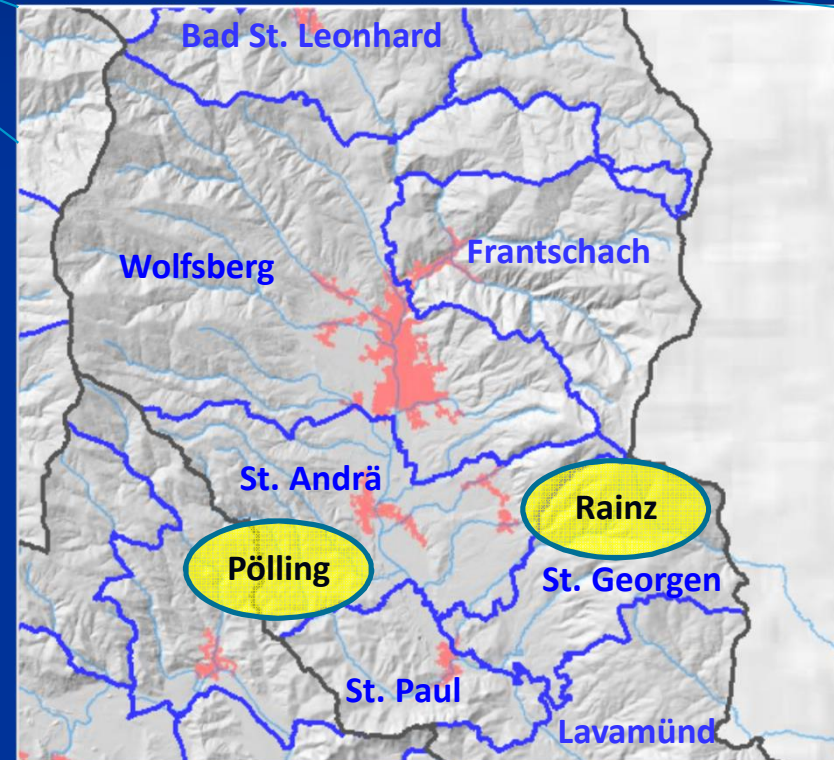 Bad St. Leonhard
Wolfsberg
Frantschach
St. Andrä
Rainz
Pölling
St. Georgen
St. Paul
Lavamünd